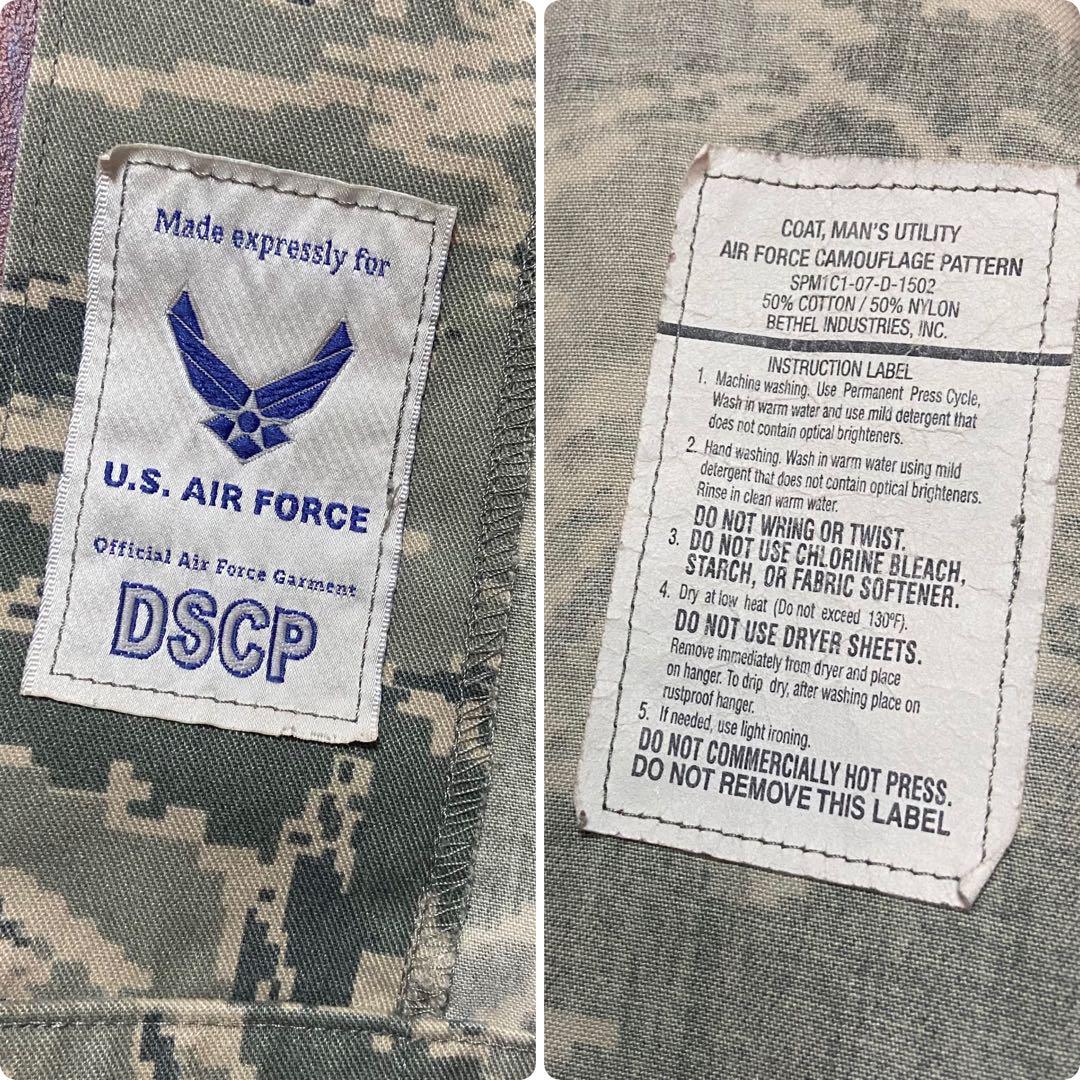 Made expressly for
U.S. AIR FORCE
Official Air Force Garment
DSCP
COAT, MAN'S UTILITY
AIR FORCE CAMOUFLAGE PATTERN
SPM1C1-07-D-1502
50% COTTON / 50% NYLON
BETHEL INDUSTRIES, INC.
INSTRUCTION LABEL
1. Machine washing. Use Permanent Press Cycle,
Wash in warm water and use mild detergent that
does not contain optical brighteners.
2. Hand washing. Wash in warm water using mild
detergent that does not contain optical brighteners.
Rinse in clean warm water.
DO NOT WRING OR TWIST.
3. DO NOT USE CHLORINE BLEACH,
STARCH, OR FABRIC SOFTENER.
4. Dry at low heat (Do not exceed 130°F).
DO NOT USE DRYER SHEETS.
Remove immediately from dryer and place
on hanger. To drip dry, after washing place on
rustproof hanger.
5. If needed, use light ironing.
DO NOT COMMERCIALLY HOT PRESS.
DO NOT REMOVE THIS LABEL